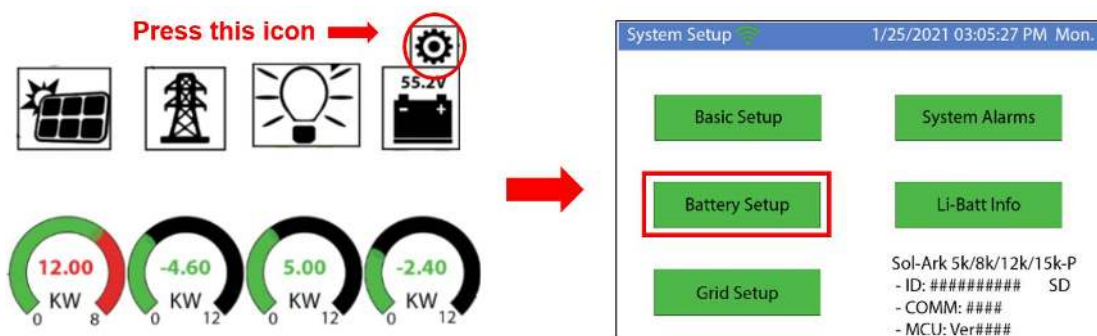 Press this icon
55.2V
- +
12.00
KW
0 8
-4.60
KW
0 12
5.00
KW
0 12
-2.40
KW
0 12
System Setup 1/25/2021 03:05:27 PM Mon.
Basic Setup
System Alarms
Battery Setup
Li-Batt Info
Grid Setup
Sol-Ark 5k/8k/12k/15k-P
- ID: ########## SD
- COMM: ####
- MCU: Ver####